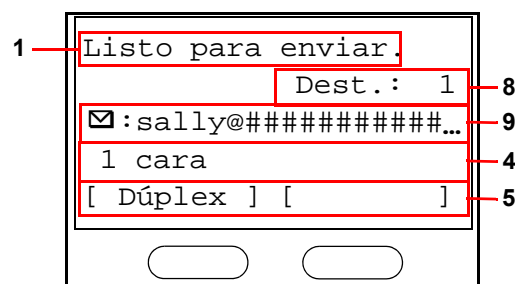 1 Listo para enviar.
Dest.: 1 8
:sally@###########… 9
1 cara 4
[ Dúplex ] [ ] 5